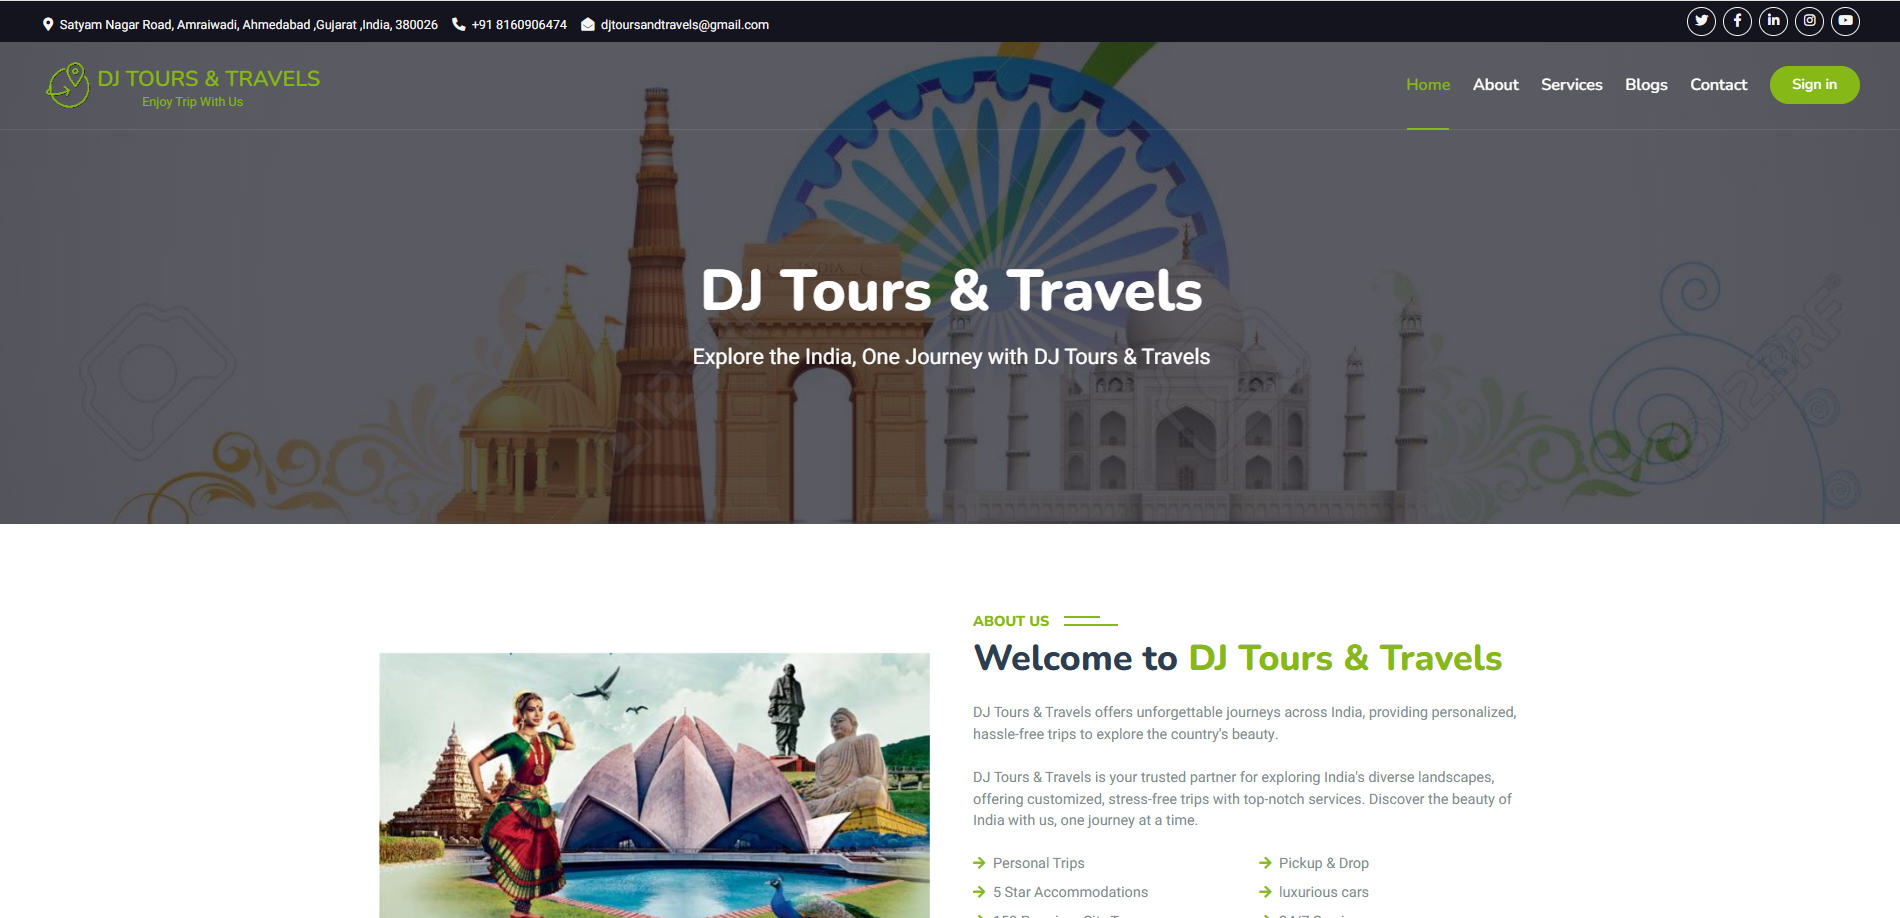 Satyam Nagar Road, Amraiwadi, Ahmedabad ,Gujarat ,India, 380026 +91 8160906474 djtoursandtravels@gmail.com
DJ TOURS & TRAVELS
Enjoy Trip With Us
Home About Services Blogs Contact Sign in
INDIA
DJ Tours & Travels
Explore the India, One Journey with DJ Tours & Travels
123RF
ABOUT US
Welcome to DJ Tours & Travels
DJ Tours & Travels offers unforgettable journeys across India, providing personalized,
hassle-free trips to explore the country's beauty.
DJ Tours & Travels is your trusted partner for exploring India's diverse landscapes,
offering customized, stress-free trips with top-notch services. Discover the beauty of
India with us, one journey at a time.
Personal Trips Pickup & Drop
5 Star Accommodations luxurious cars